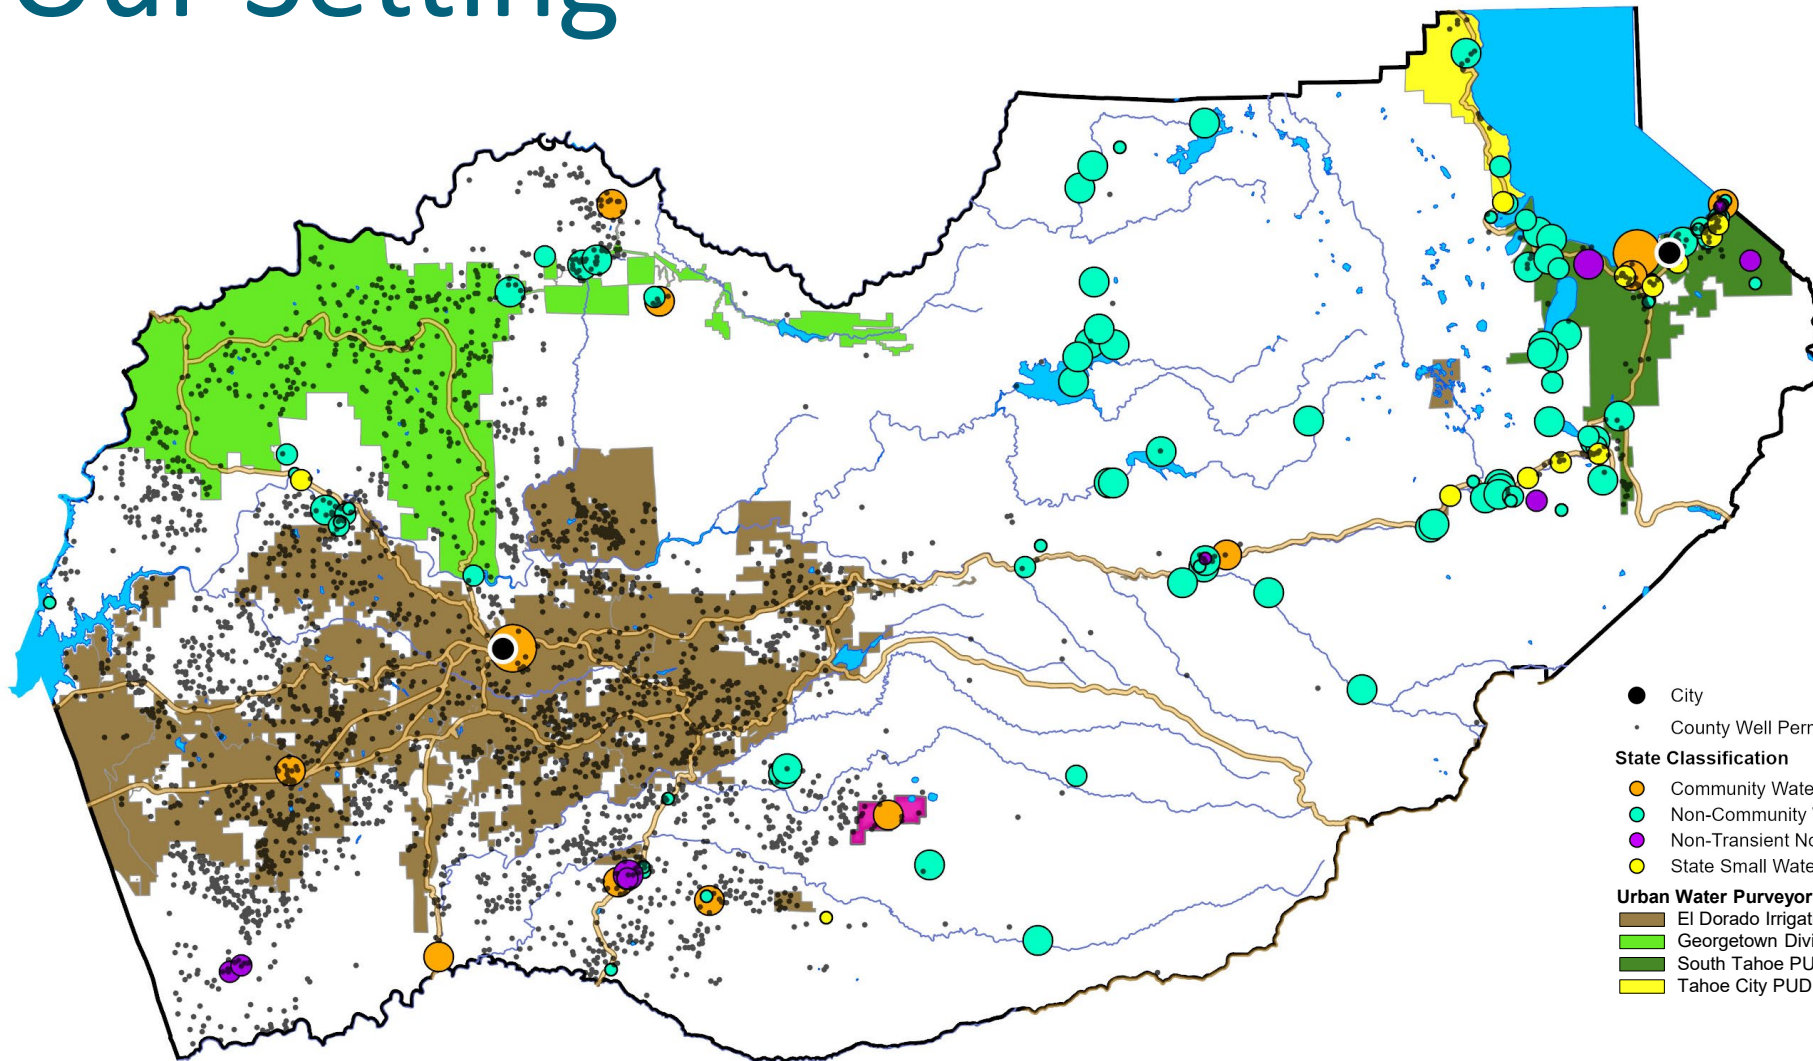 Our Setting
City
County Well Perm
State Classification
Community Wate
Non-Community
Non-Transient No
State Small Wate
Urban Water Purveyor
El Dorado Irrigat
Georgetown Divi
South Tahoe PU
Tahoe City PUD